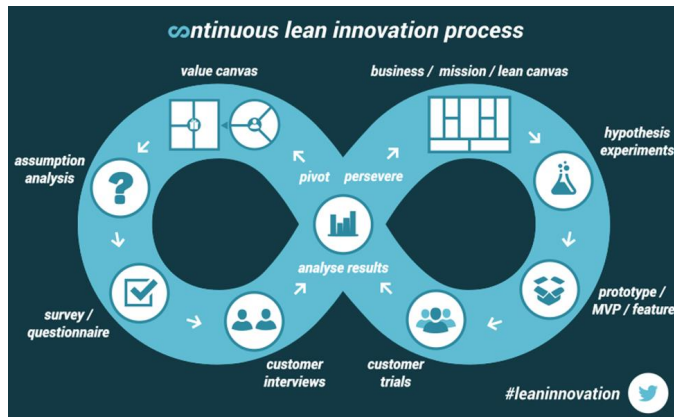 continuous lean innovation process
value canvas
business / mission / lean canvas
assumption
analysis
hypothesis
experiments
pivot
persevere
analyse results
survey /
questionnaire
customer
interviews
customer
trials
prototype /
MVP / feature
#leaninnovation